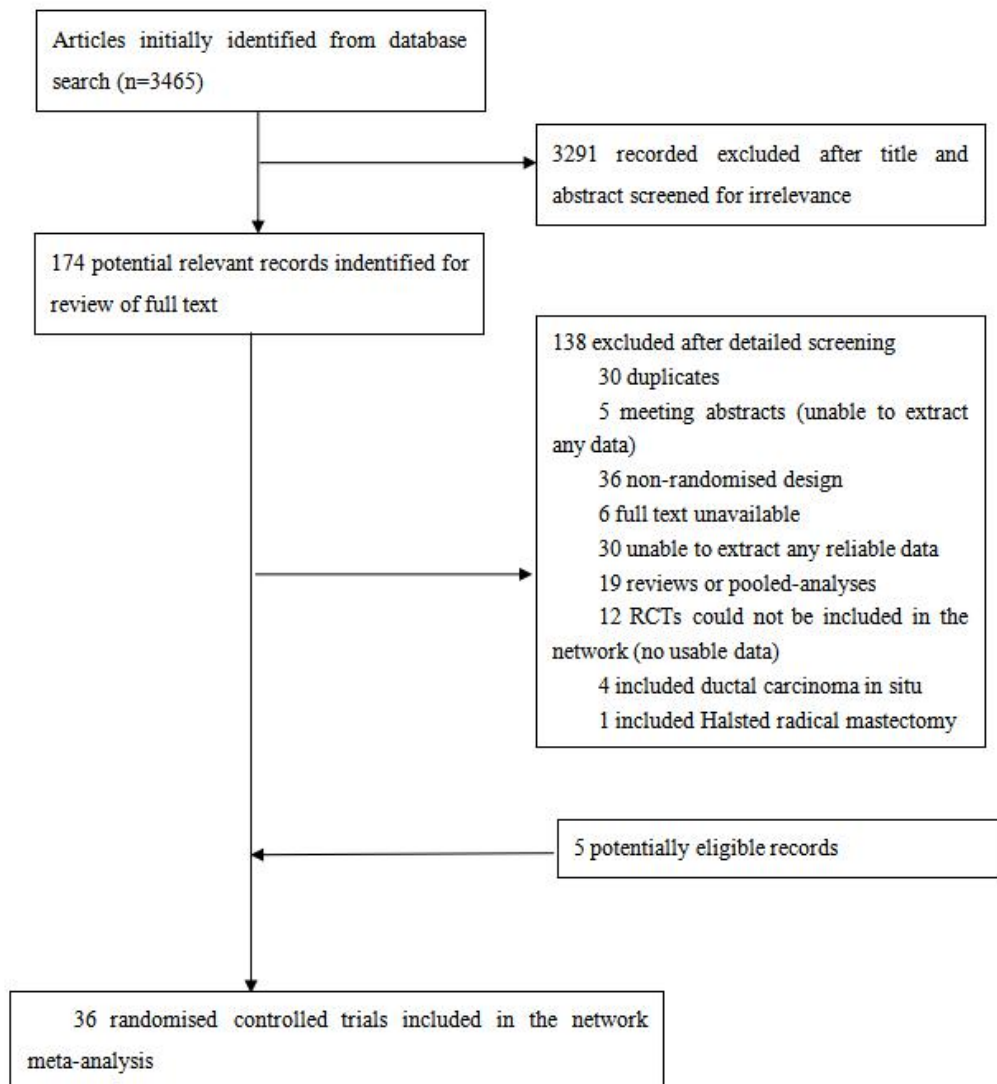 Articles initially identified from database
search (n=3465)
3291 recorded excluded after title and
abstract screened for irrelevance
174 potential relevant records indentified for
review of full text
138 excluded after detailed screening
30 duplicates
5 meeting abstracts (unable to extract
any data)
36 non-randomised design
6 full text unavailable
30 unable to extract any reliable data
19 reviews or pooled-analyses
12 RCTs could not be included in the
network (no usable data)
4 included ductal carcinoma in situ
1 included Halsted radical mastectomy
5 potentially eligible records
36 randomised controlled trials included in the network
meta-analysis